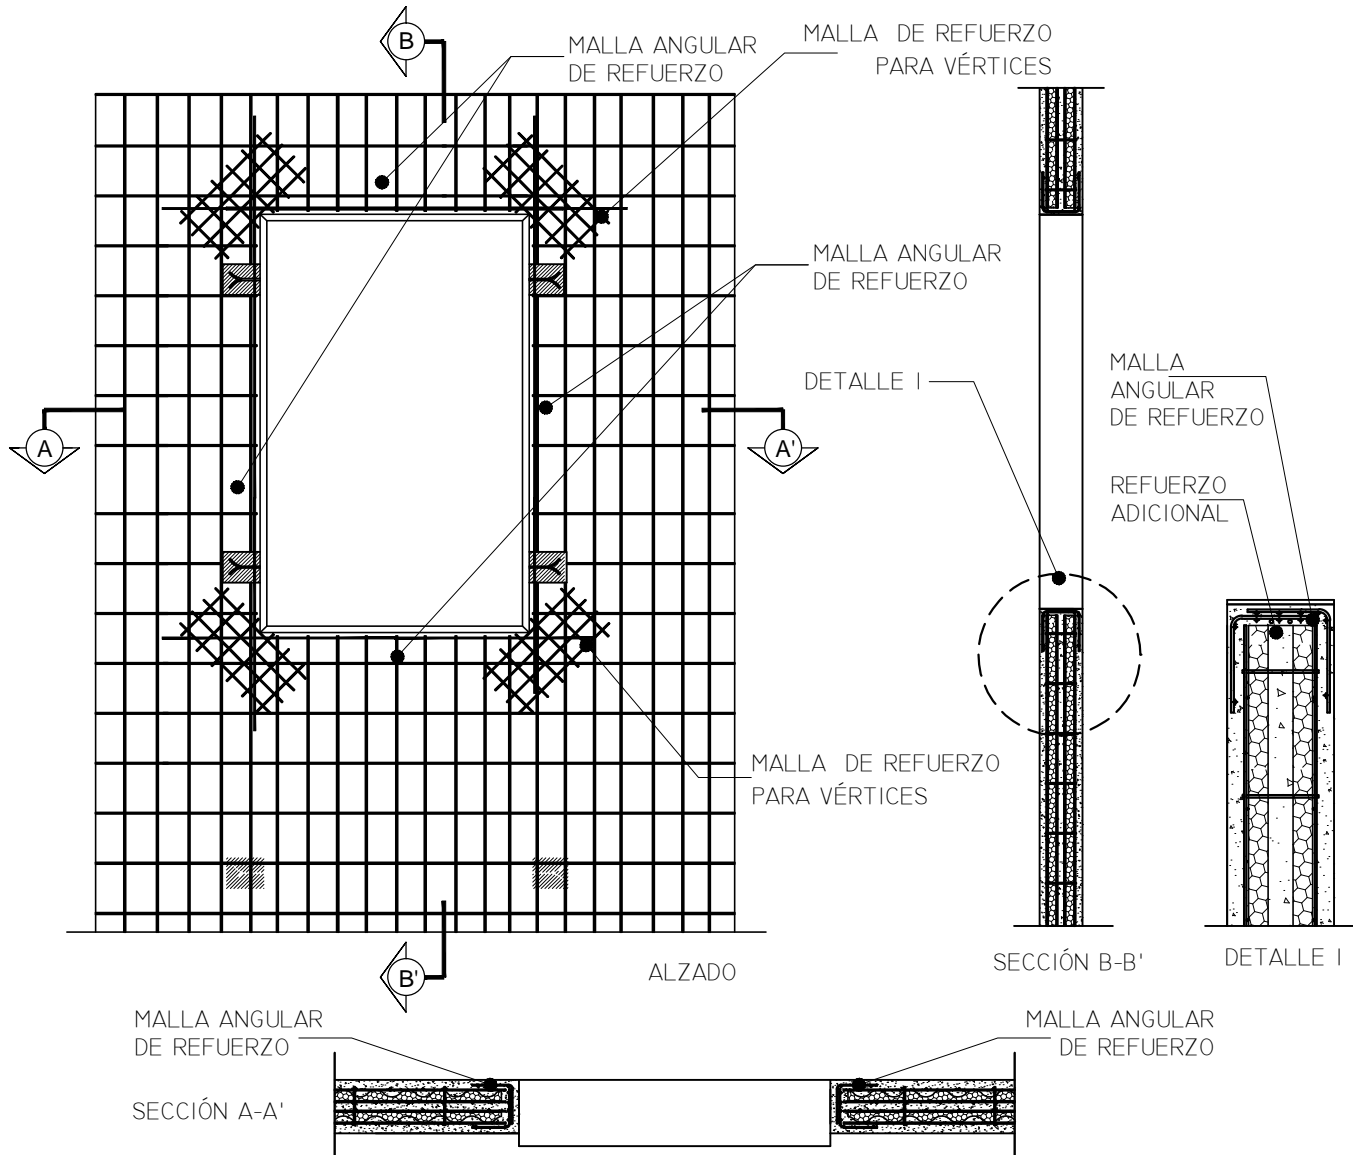 B
MALLA ANGULAR
DE REFUERZO
MALLA DE REFUERZO
PARA VÉRTICES
MALLA ANGULAR
DE REFUERZO
DETALLE I
MALLA
ANGULAR
DE REFUERZO
A
A'
REFUERZO
ADICIONAL
MALLA DE REFUERZO
PARA VÉRTICES
B'
ALZADO
SECCIÓN B-B'
DETALLE I
MALLA ANGULAR
DE REFUERZO
MALLA ANGULAR
DE REFUERZO
SECCIÓN A-A'